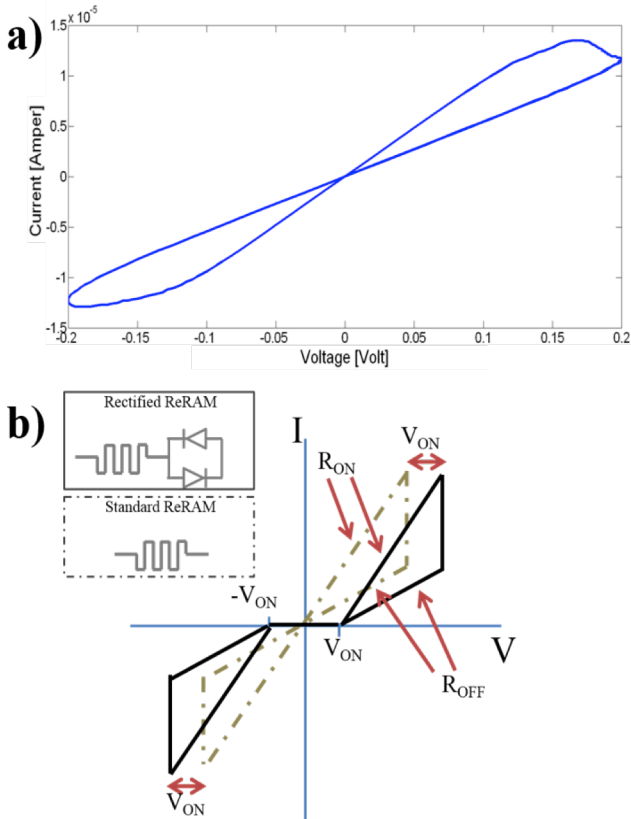 a)
1.5 x 10^-5
1
0.5
0
-0.5
-1
-1.5
-0.2
-0.15
-0.1
-0.05
0
0.05
0.1
0.15
0.2
Current [Amper]
Voltage [Volt]
b)
Rectified ReRAM
Standard ReRAM
I
V_ON
R_ON
-V_ON
V_ON
V
R_OFF
V_ON